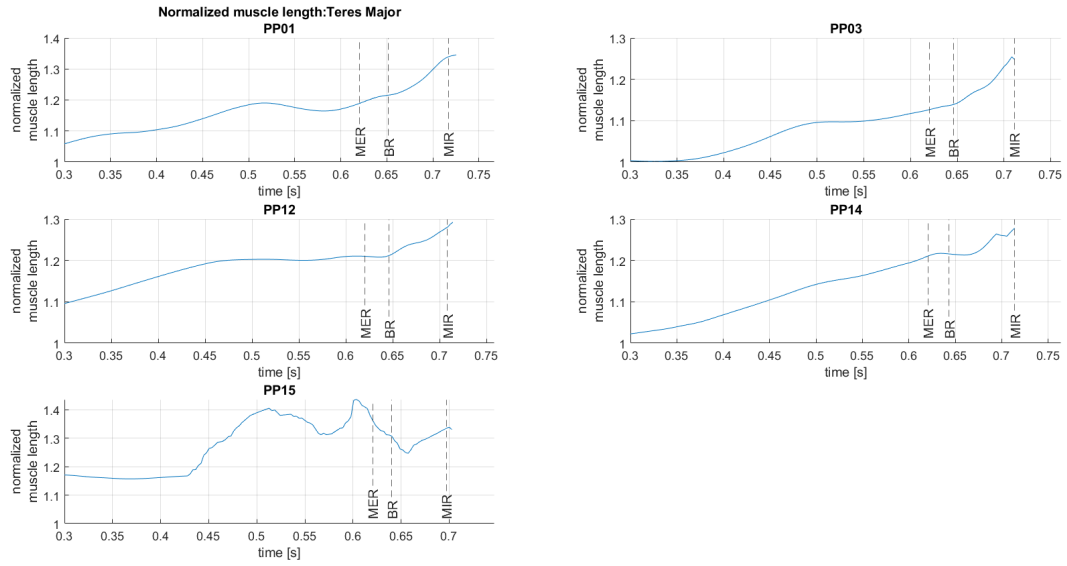 Normalized muscle length:Teres Major
PP01
normalized
muscle length
1.4
1.3
1.2
1.1
1
MER
BR
MIR
0.3 0.35 0.4 0.45 0.5 0.55 0.6 0.65 0.7 0.75
time [s]
PP03
normalized
muscle length
1.3
1.2
1.1
1
MER
BR
MIR
0.3 0.35 0.4 0.45 0.5 0.55 0.6 0.65 0.7 0.75
time [s]
PP12
normalized
muscle length
1.3
1.2
1.1
1
MER
BR
MIR
0.3 0.35 0.4 0.45 0.5 0.55 0.6 0.65 0.7 0.75
time [s]
PP14
normalized
muscle length
1.3
1.2
1.1
1
MER
BR
MIR
0.3 0.35 0.4 0.45 0.5 0.55 0.6 0.65 0.7 0.75
time [s]
PP15
normalized
muscle length
1.4
1.3
1.2
1.1
1
MER
BR
MIR
0.3 0.35 0.4 0.45 0.5 0.55 0.6 0.65 0.7
time [s]